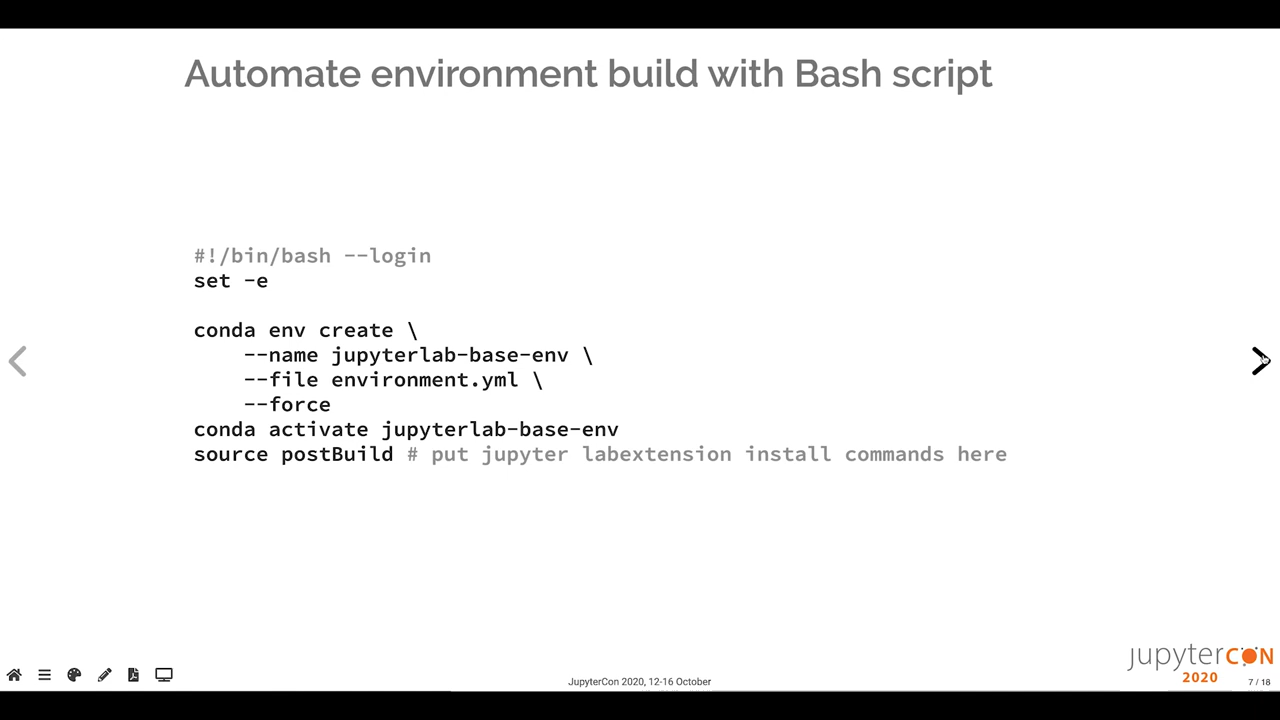 Automate environment build with Bash script
#!/bin/bash --login
set -e
conda env create \
--name jupyterlab-base-env \
--file environment.yml \
--force
conda activate jupyterlab-base-env
source postBuild # put jupyter labextension install commands here
JupyterCon 2020, 12-16 October
jupytercon
2020
7 / 18